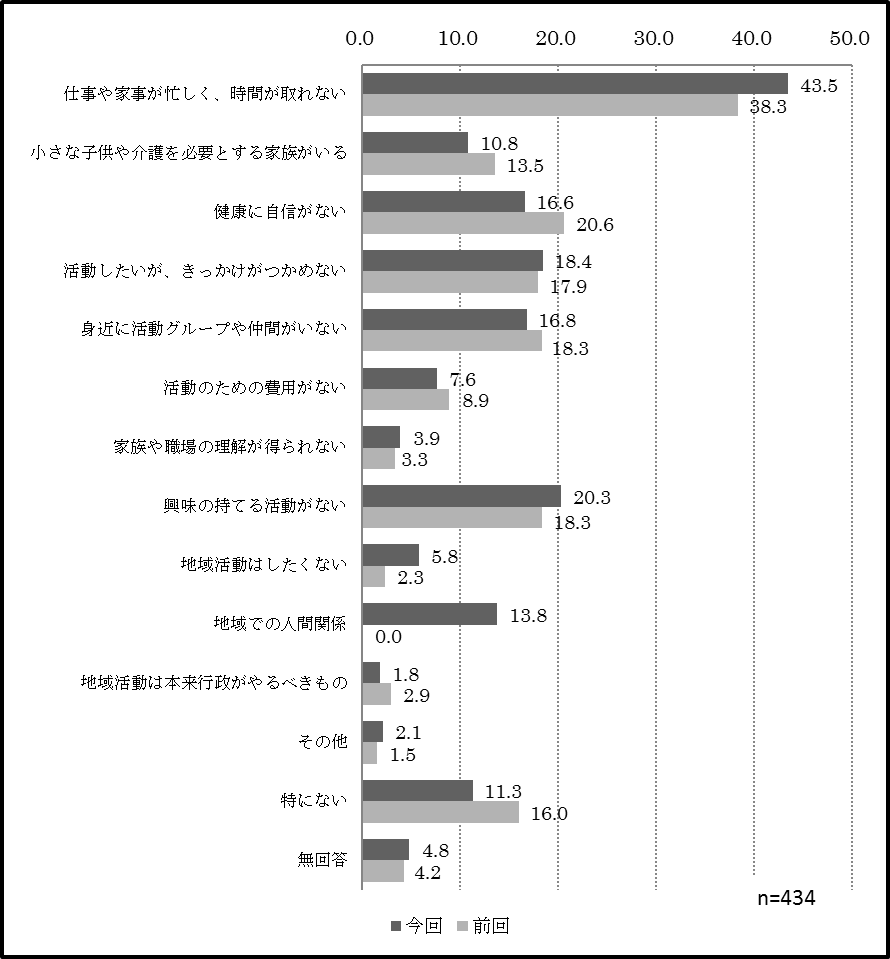 0.0 10.0 20.0 30.0 40.0 50.0
仕事や家事が忙しく、時間が取れない 43.5
38.3
小さな子供や介護を必要とする家族がいる 10.8
13.5
健康に自信がない 16.6
20.6
活動したいが、きっかけがつかめない 18.4
17.9
身近に活動グループや仲間がいない 16.8
18.3
活動のための費用がない 7.6
8.9
家族や職場の理解が得られない 3.9
3.3
興味の持てる活動がない 20.3
18.3
地域活動はしたくない 5.8
2.3
地域での人間関係 13.8
0.0
地域活動は本来行政がやるべきもの 1.8
2.9
その他 2.1
1.5
特にない 11.3
16.0
無回答 4.8
4.2
n=434
今回 前回